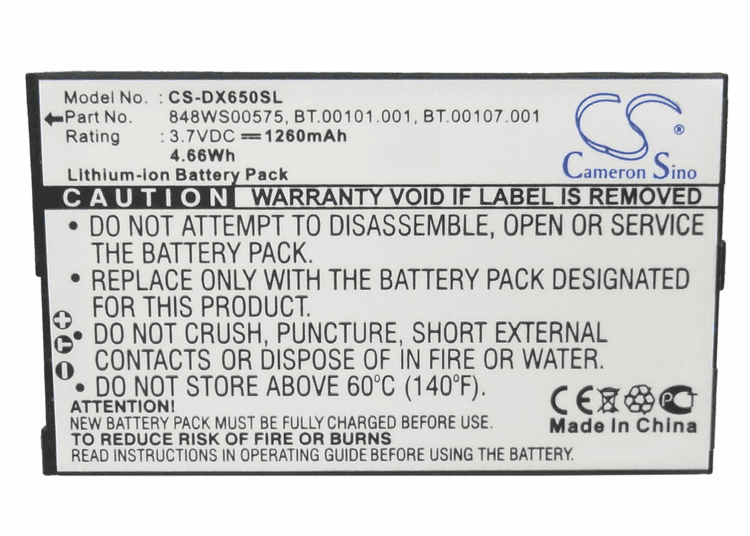 Model No. : CS-DX650SL
Part No. : 848WS00575, BT.00101.001, BT.00107.001
Rating : 3.7VDC 1260mAh
4.66Wh
Lithium-ion Battery Pack
CS®
Cameron Sino
CAUTION WARRANTY VOID IF LABEL IS REMOVED
• DO NOT ATTEMPT TO DISASSEMBLE, OPEN OR SERVICE
THE BATTERY PACK.
• REPLACE ONLY WITH THE BATTERY PACK DESIGNATED
FOR THIS PRODUCT.
• DO NOT CRUSH, PUNCTURE, SHORT EXTERNAL
CONTACTS OR DISPOSE OF IN FIRE OR WATER.
• DO NOT STORE ABOVE 60°C (140°F).
ATTENTION!
NEW BATTERY PACK MUST BE FULLY CHARGED BEFORE FIRST USE
TO REDUCE RISK OF FIRE OR BURNS.
READ INSTRUCTIONS IN OPERATING GUIDE BEFORE USE.
CE PCT
Made In China